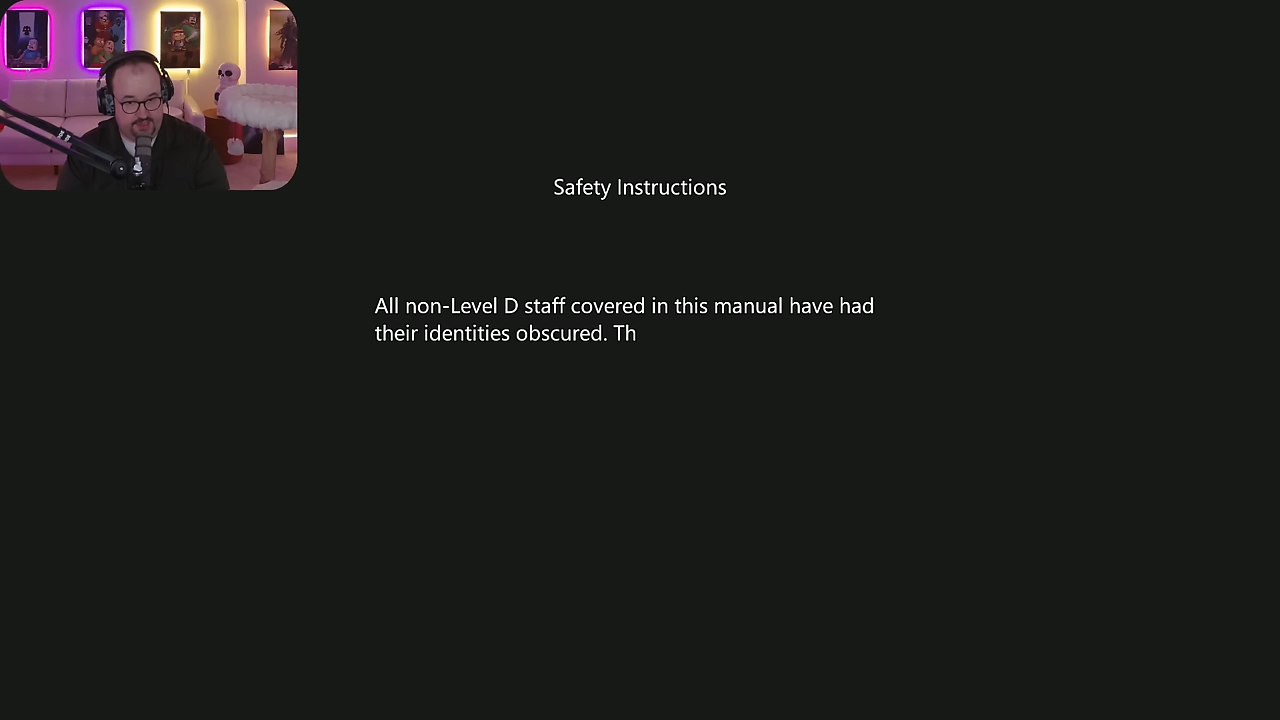 Safety Instructions
All non-Level D staff covered in this manual have had
their identities obscured. Th